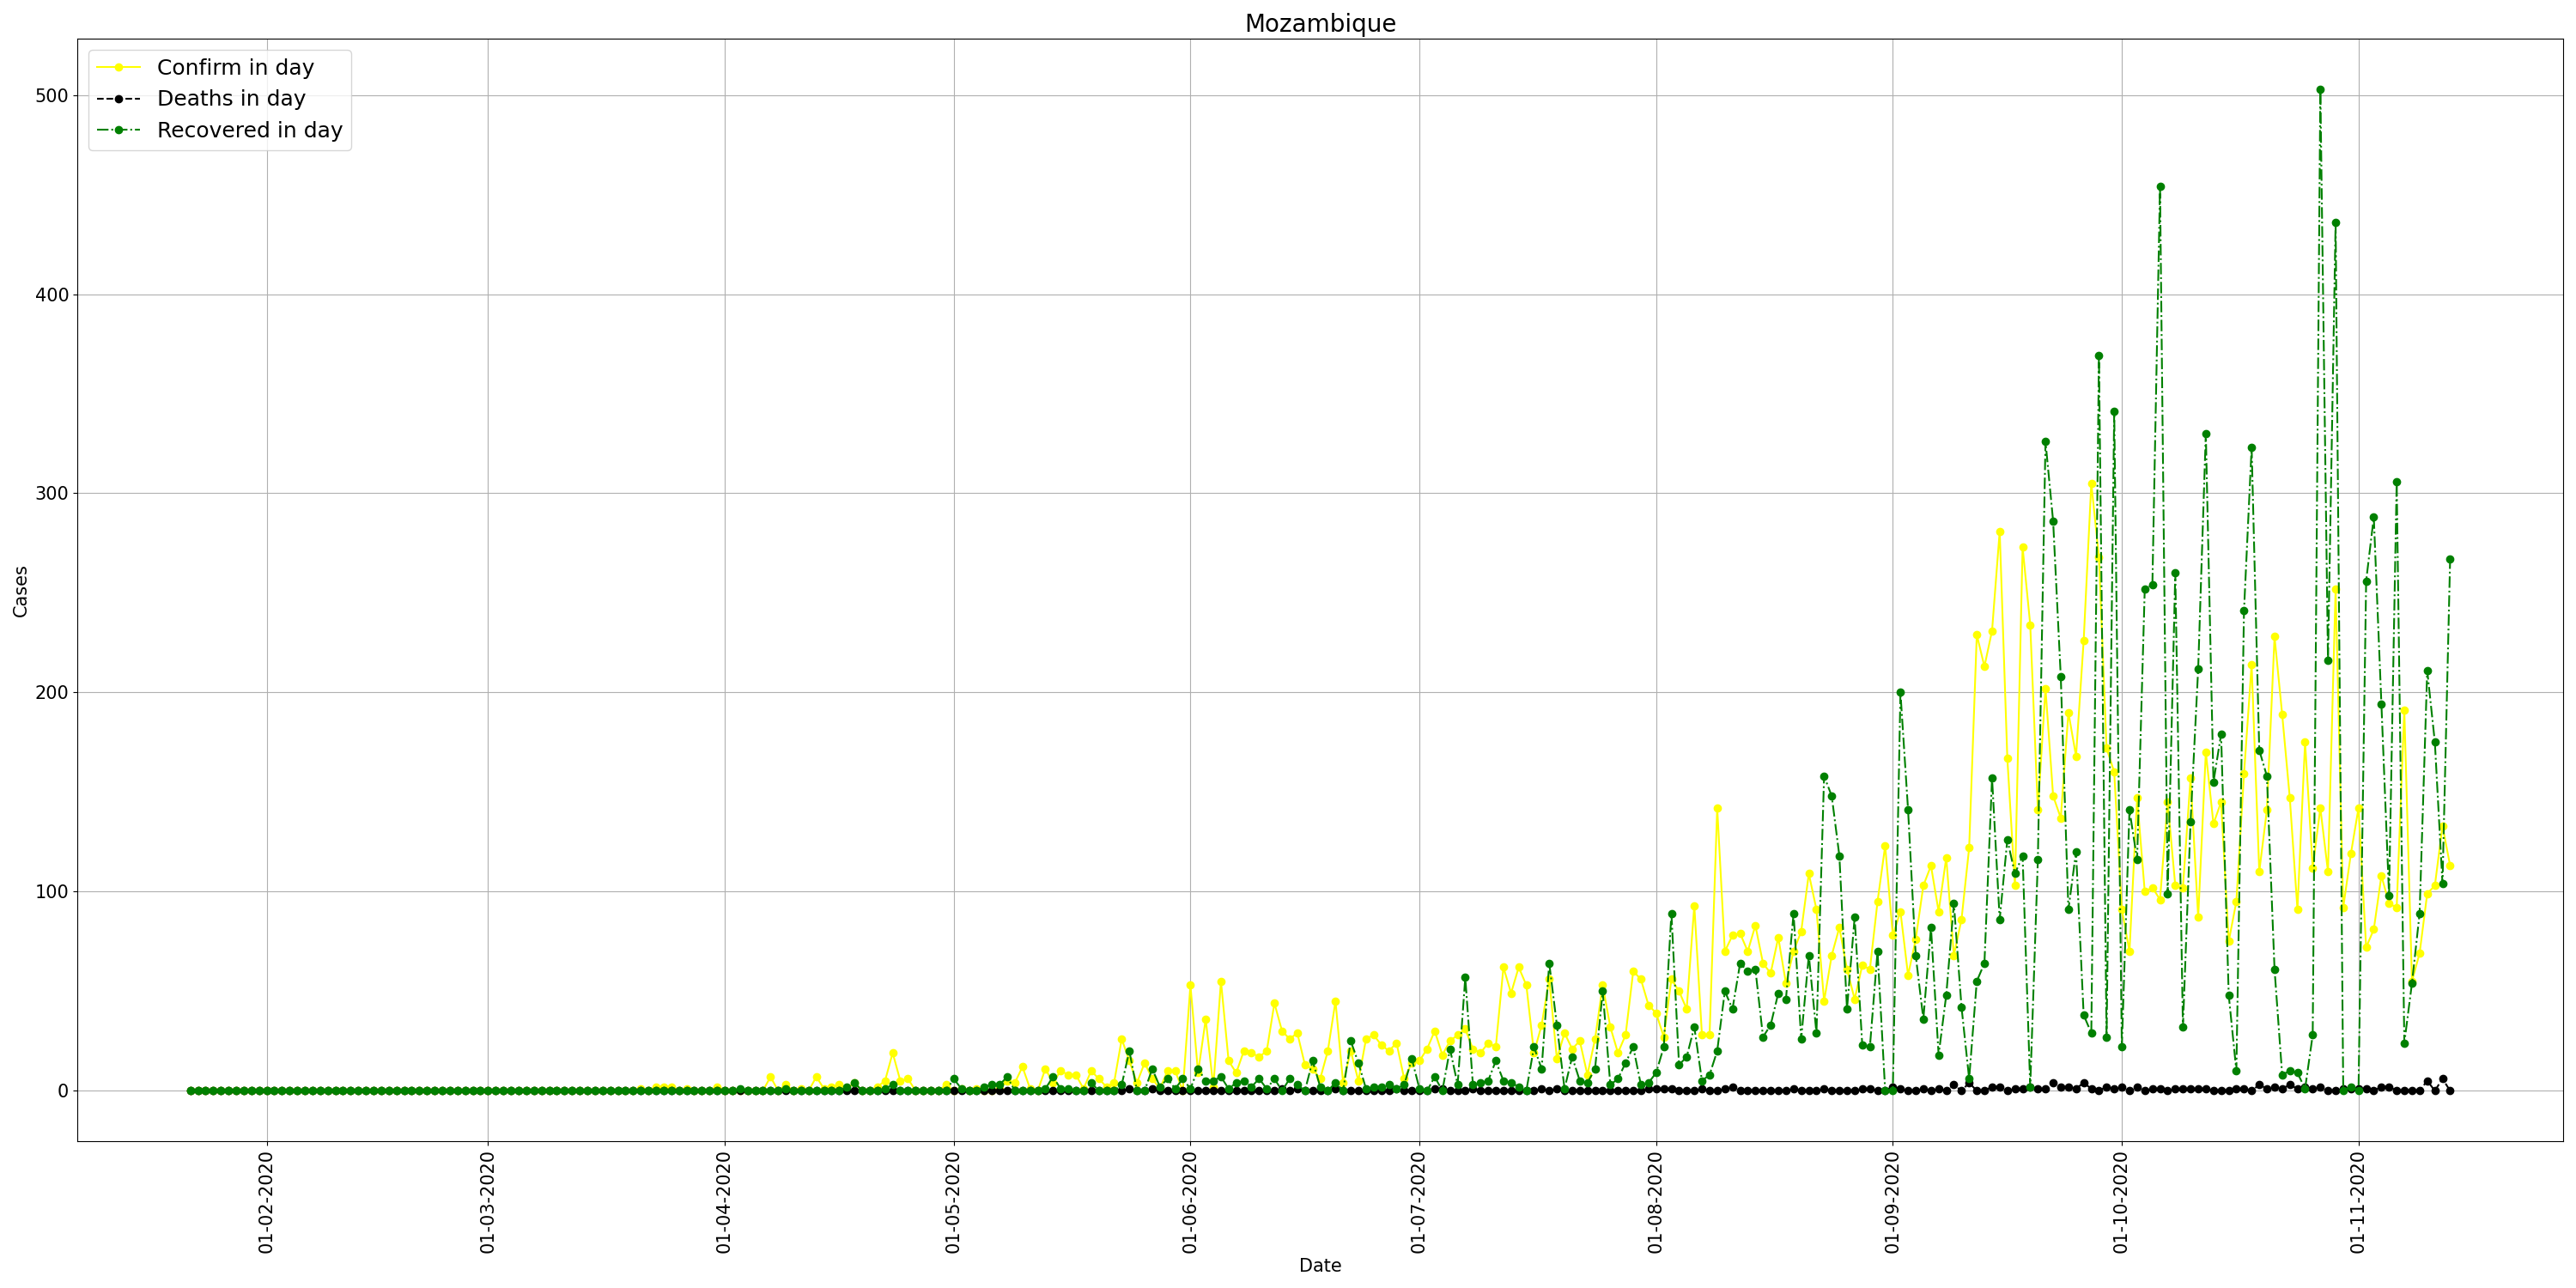 Mozambique
Confirm in day
Deaths in day
Recovered in day
500
400
300
200
100
0
Cases
01-02-2020
01-03-2020
01-04-2020
01-05-2020
01-06-2020
01-07-2020
01-08-2020
01-09-2020
01-10-2020
01-11-2020
Date